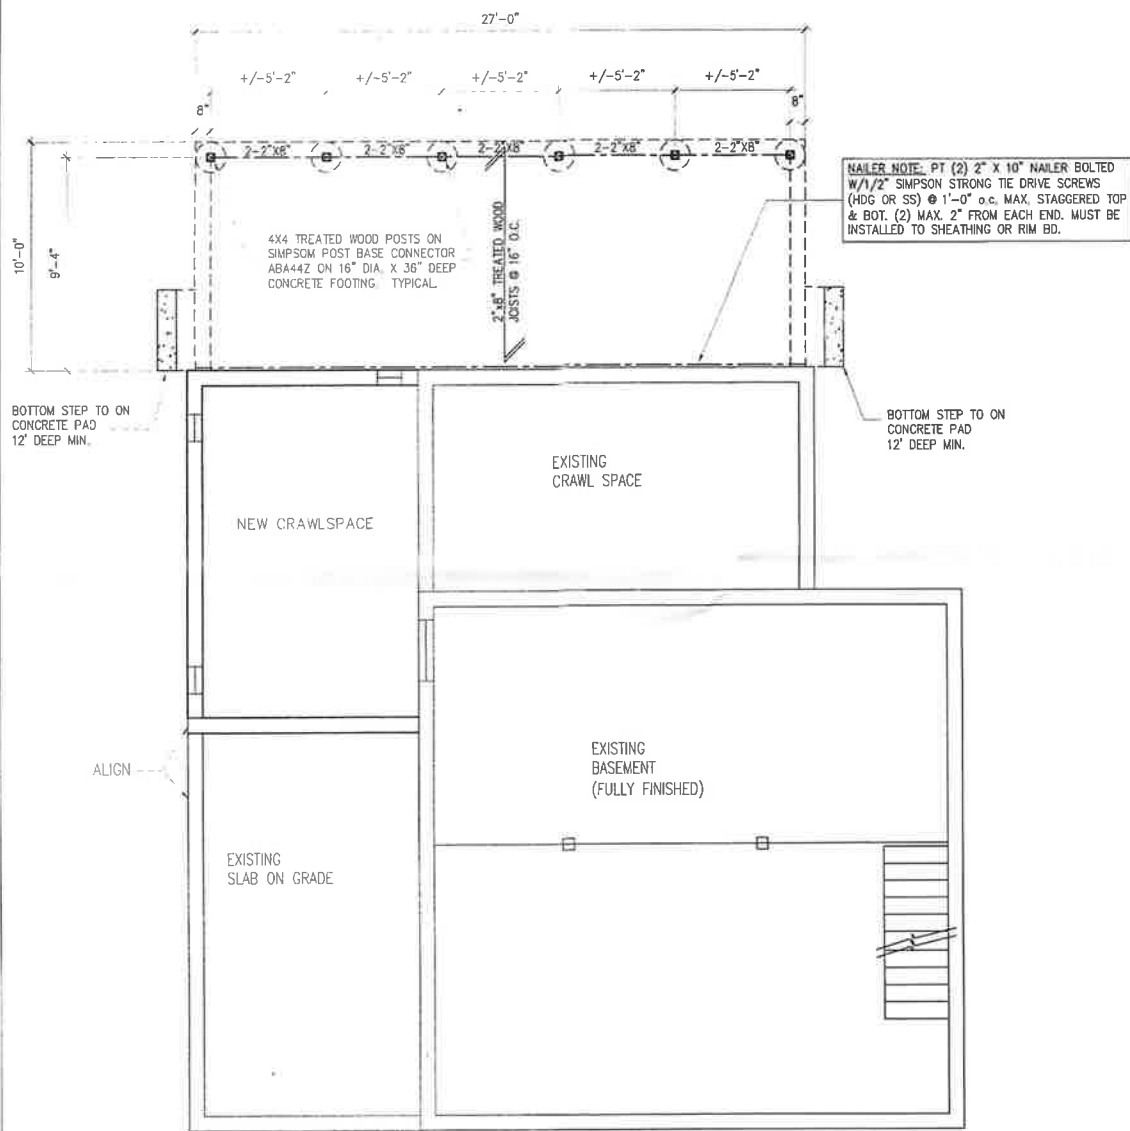 27'-0"
+/-5'-2"
+/-5'-2"
+/-5'-2"
+/-5'-2"
+/-5'-2"
8"
8"
2-2"X8"
2-2"X8"
2-2"X8"
2-2"X8"
2-2"X8"
10'-0"
9'-4"
NAILER NOTE: PT (2) 2" X 10" NAILER BOLTED
W/1/2" SIMPSON STRONG TIE DRIVE SCREWS
(HDG OR SS) @ 1'-0" o.c. MAX. STAGGERED TOP
& BOT. (2) MAX. 2" FROM EACH END. MUST BE
INSTALLED TO SHEATHING OR RIM BD.
4X4 TREATED WOOD POSTS ON
SIMPSOM POST BASE CONNECTOR
ABA44Z ON 16" DIA. X 36" DEEP
CONCRETE FOOTING TYPICAL
2"x8" TREATED WOOD
JOISTS @ 16" O.C.
BOTTOM STEP TO ON
CONCRETE PAD
12' DEEP MIN.
BOTTOM STEP TO ON
CONCRETE PAD
12' DEEP MIN.
EXISTING
CRAWL SPACE
NEW CRAWLSPACE
ALIGN
EXISTING
BASEMENT
(FULLY FINISHED)
EXISTING
SLAB ON GRADE